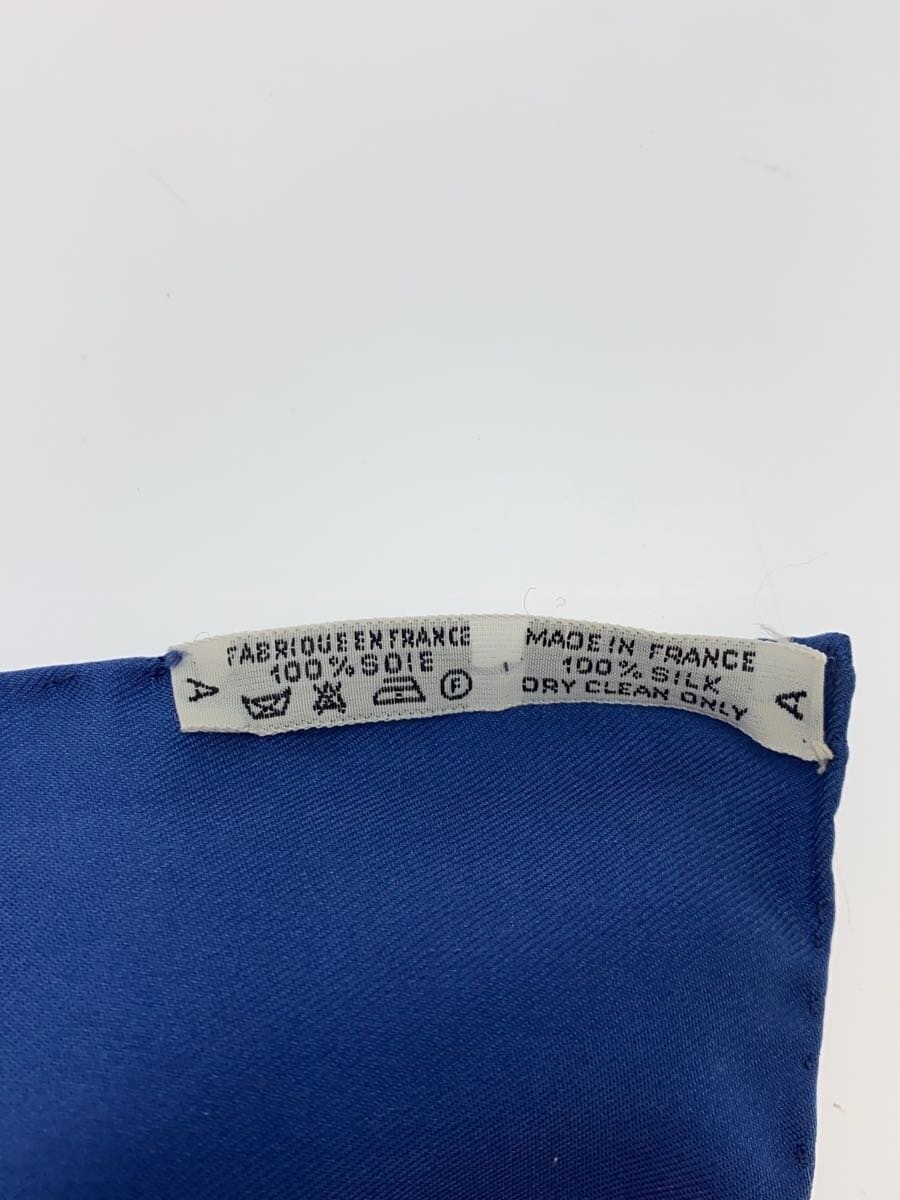 A
FABRIQUE EN FRANCE
100% SOIE
F
MADE IN FRANCE
100% SILK
DRY CLEAN ONLY
A